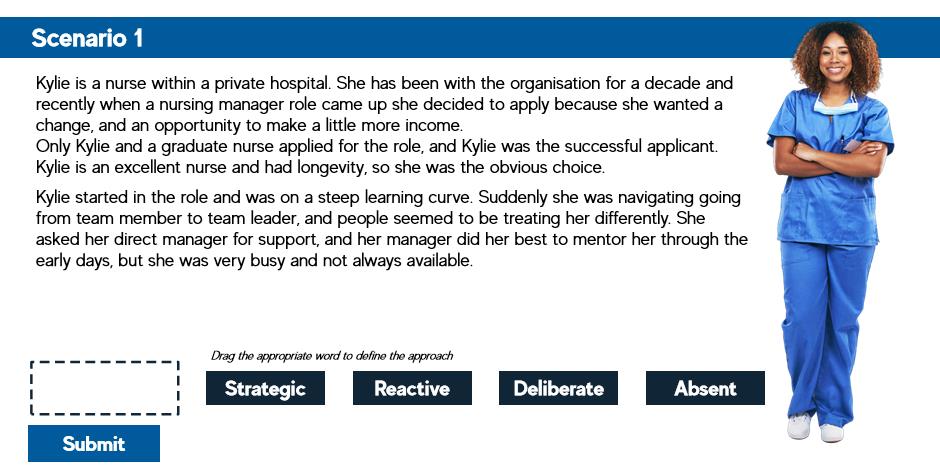 Scenario 1
Kylie is a nurse within a private hospital. She has been with the organisation for a decade and
recently when a nursing manager role came up she decided to apply because she wanted a
change, and an opportunity to make a little more income.
Only Kylie and a graduate nurse applied for the role, and Kylie was the successful applicant.
Kylie is an excellent nurse and had longevity, so she was the obvious choice.
Kylie started in the role and was on a steep learning curve. Suddenly she was navigating going
from team member to team leader, and people seemed to be treating her differently. She
asked her direct manager for support, and her manager did her best to mentor her through the
early days, but she was very busy and not always available.
Drag the appropriate word to define the approach
Strategic Reactive Deliberate Absent
Submit